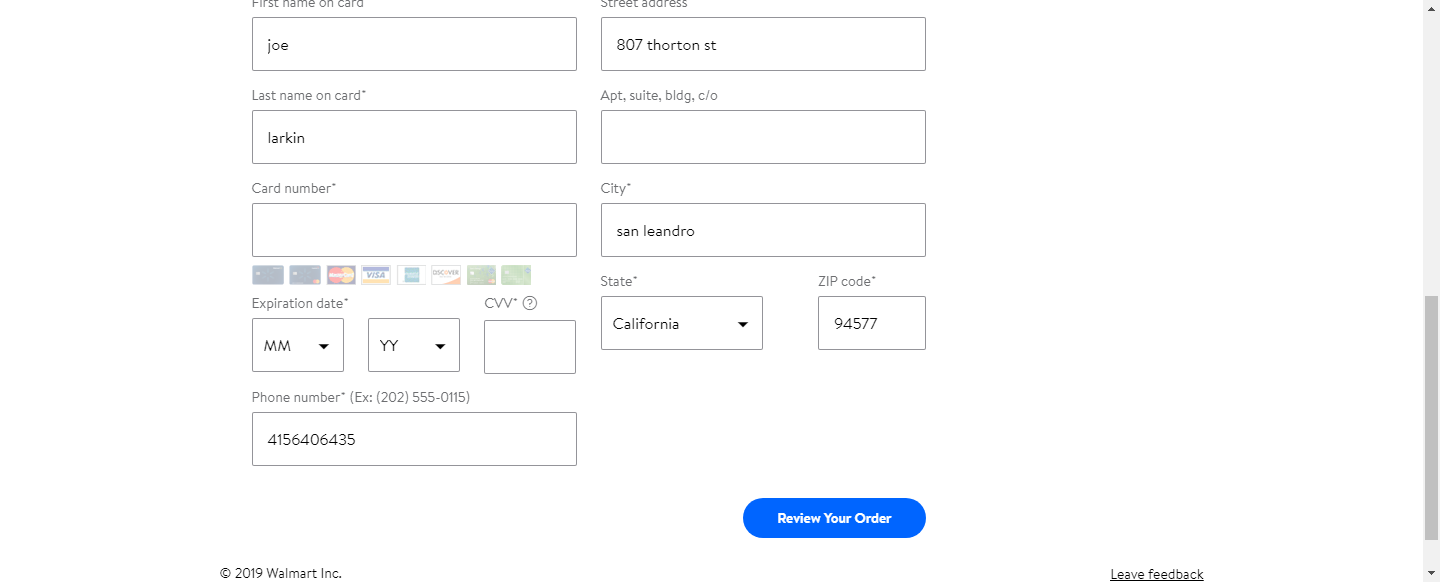 First name on card
joe
Last name on card*
larkin
Card number*
VISA
DISCOVER
Expiration date*
CVV* ?
MM
YY
Phone number* (Ex: (202) 555-0115)
4156406435
Street address
807 thorton st
Apt, suite, bldg, c/o
City*
san leandro
State*
ZIP code*
California
94577
Review Your Order
© 2019 Walmart Inc.
Leave feedback